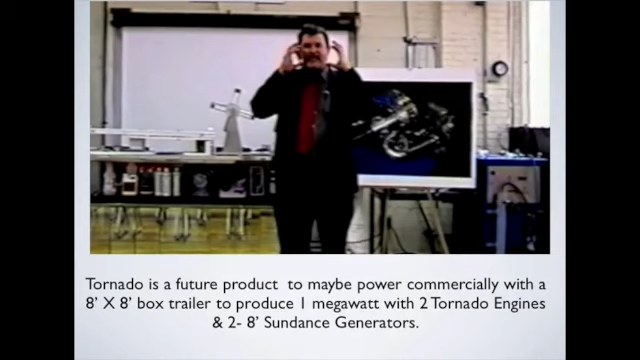 Tornado is a future product to maybe power commercially with a
8' X 8' box trailer to produce 1 megawatt with 2 Tornado Engines
& 2- 8' Sundance Generators.